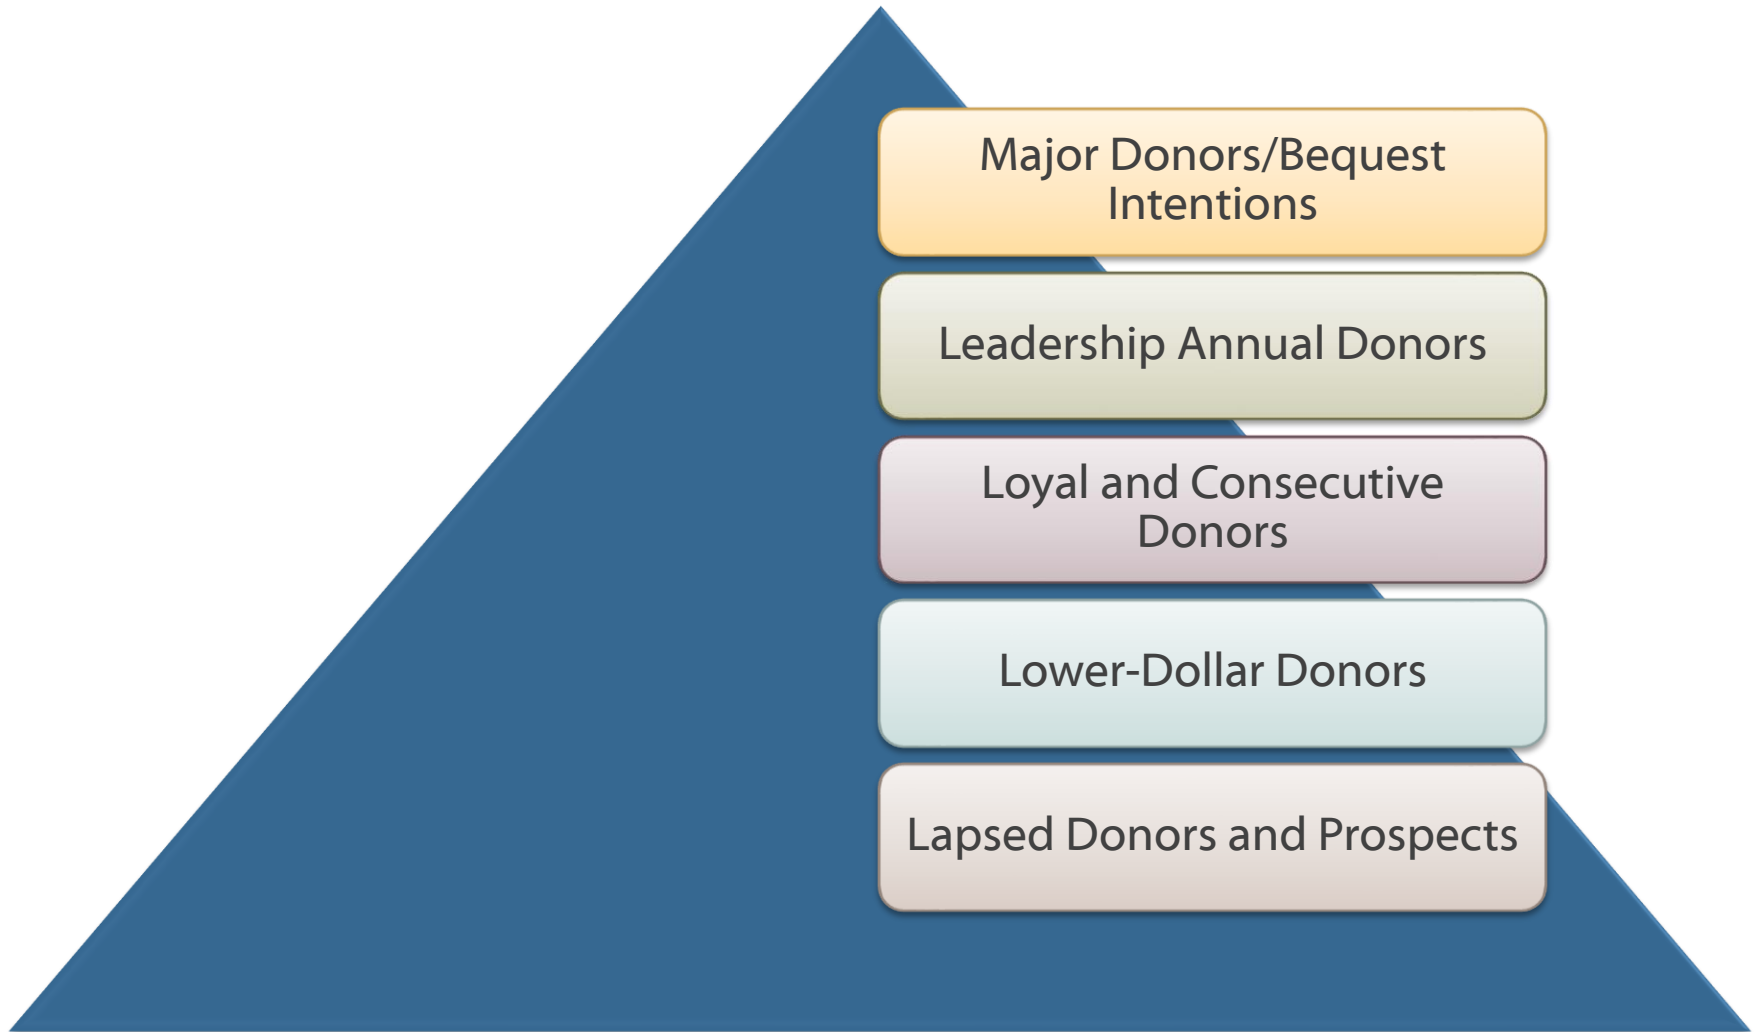 Major Donors/Bequest
Intentions
Leadership Annual Donors
Loyal and Consecutive
Donors
Lower-Dollar Donors
Lapsed Donors and Prospects